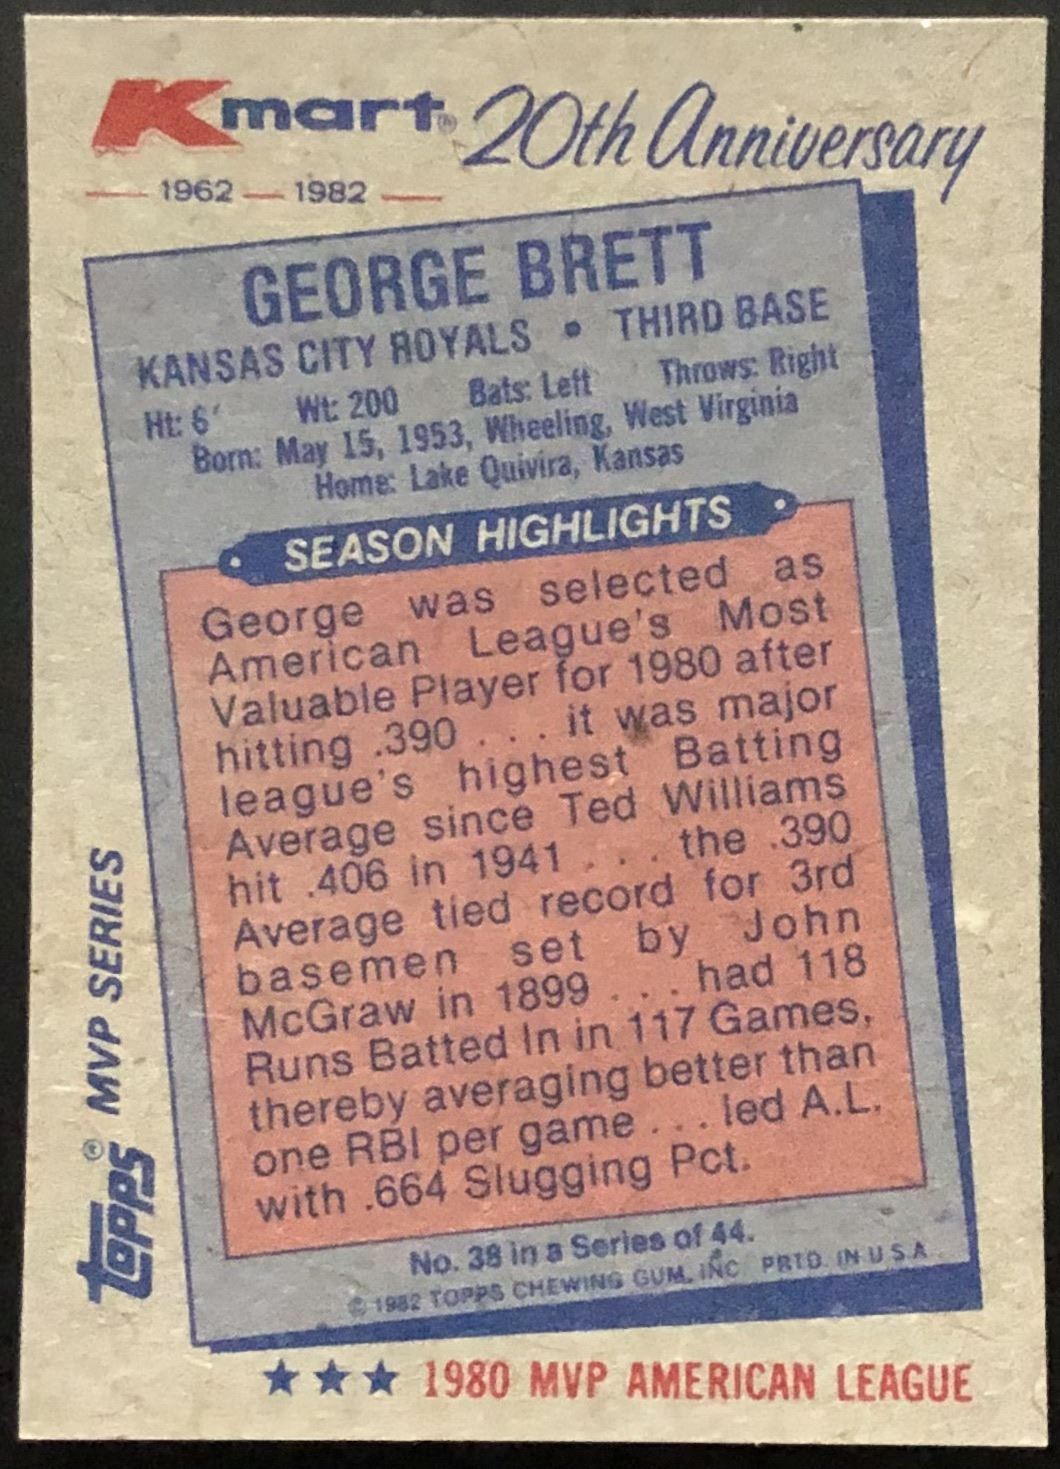 Kmart® 20th Anniversary
1962 — 1982
GEORGE BRETT
KANSAS CITY ROYALS • THIRD BASE
Ht: 6' Wt: 200 Bats: Left Throws: Right
Born: May 15, 1953, Wheeling, West Virginia
Home: Lake Quivira, Kansas
SEASON HIGHLIGHTS
George was selected as
American League's Most
Valuable Player for 1980 after
hitting .390 . . . it was major
league's highest Batting
Average since Ted Williams
hit .406 in 1941 . . . the .390
Average tied record for 3rd
basemen set by John
McGraw in 1899 . . . had 118
Runs Batted In in 117 Games,
thereby averaging better than
one RBI per game . . . led A.L.
with .664 Slugging Pct.
No. 38 in a Series of 44.
© 1982 TOPPS CHEWING GUM, INC. PRTD. IN U.S.A.
TOPPS® MVP SERIES
★★★ 1980 MVP AMERICAN LEAGUE